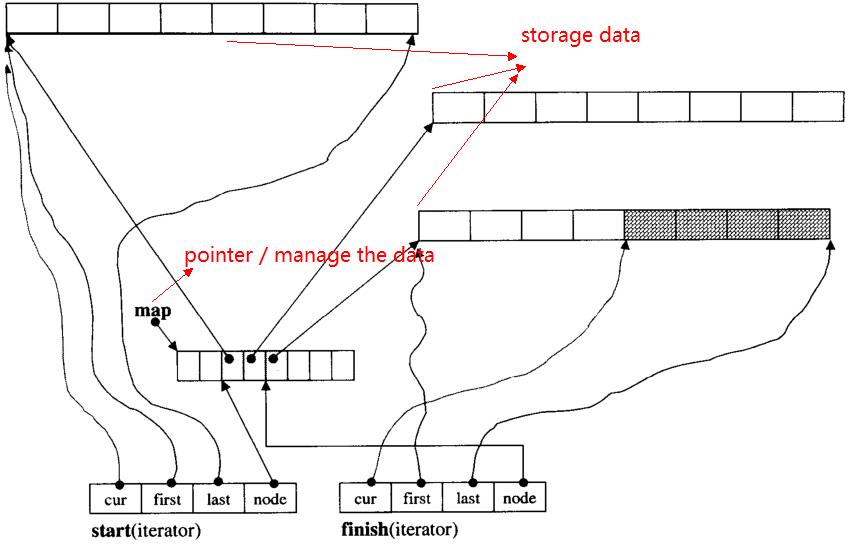 storage data
pointer / manage the data
map
cur first last node
cur first last node
start(iterator)
finish(iterator)